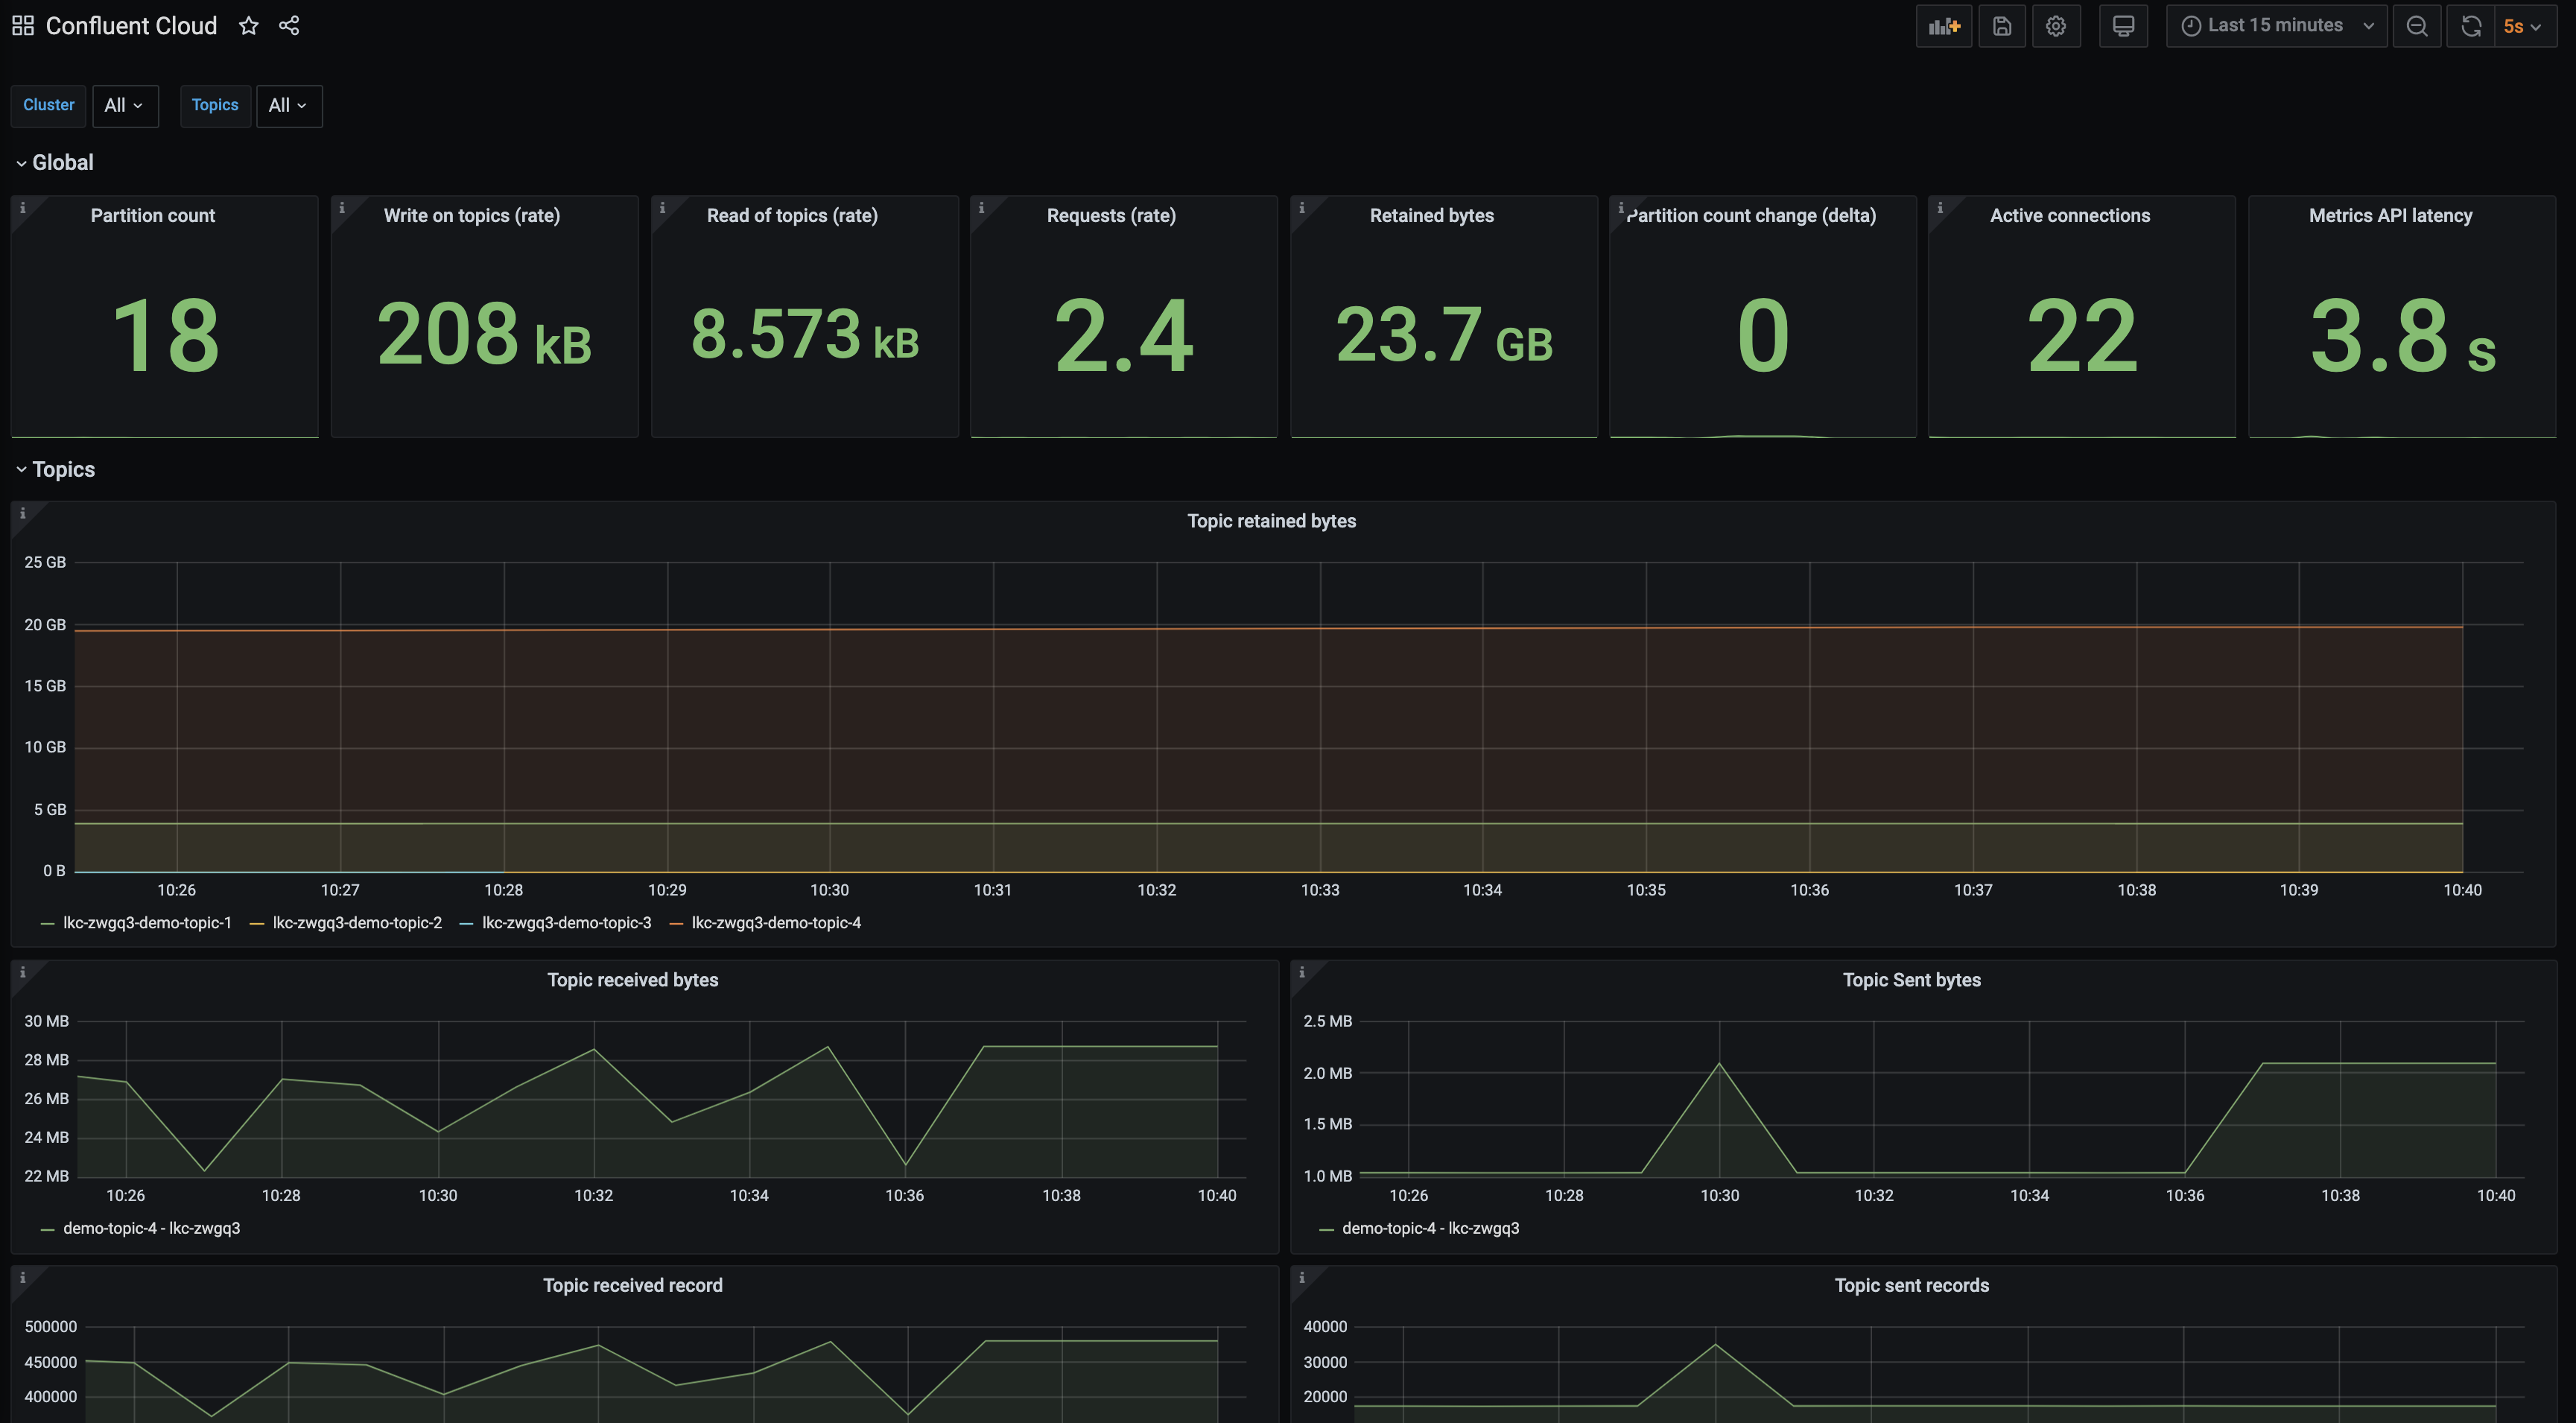 Confluent Cloud
Last 15 minutes
5s
Cluster All Topics All
Global
Partition count
18
Write on topics (rate)
208 kB
Read of topics (rate)
8.573 kB
Requests (rate)
2.4
Retained bytes
23.7 GB
Partition count change (delta)
0
Active connections
22
Metrics API latency
3.8 s
Topics
Topic retained bytes
25 GB
20 GB
15 GB
10 GB
5 GB
0 B
10:26 10:27 10:28 10:29 10:30 10:31 10:32 10:33 10:34 10:35 10:36 10:37 10:38 10:39 10:40
lkc-zwgq3-demo-topic-1 lkc-zwgq3-demo-topic-2 lkc-zwgq3-demo-topic-3 lkc-zwgq3-demo-topic-4
Topic received bytes
30 MB
28 MB
26 MB
24 MB
22 MB
10:26 10:28 10:30 10:32 10:34 10:36 10:38 10:40
demo-topic-4 - lkc-zwgq3
Topic Sent bytes
2.5 MB
2.0 MB
1.5 MB
1.0 MB
10:26 10:28 10:30 10:32 10:34 10:36 10:38 10:40
demo-topic-4 - lkc-zwgq3
Topic received record
500000
450000
400000
Topic sent records
40000
30000
20000